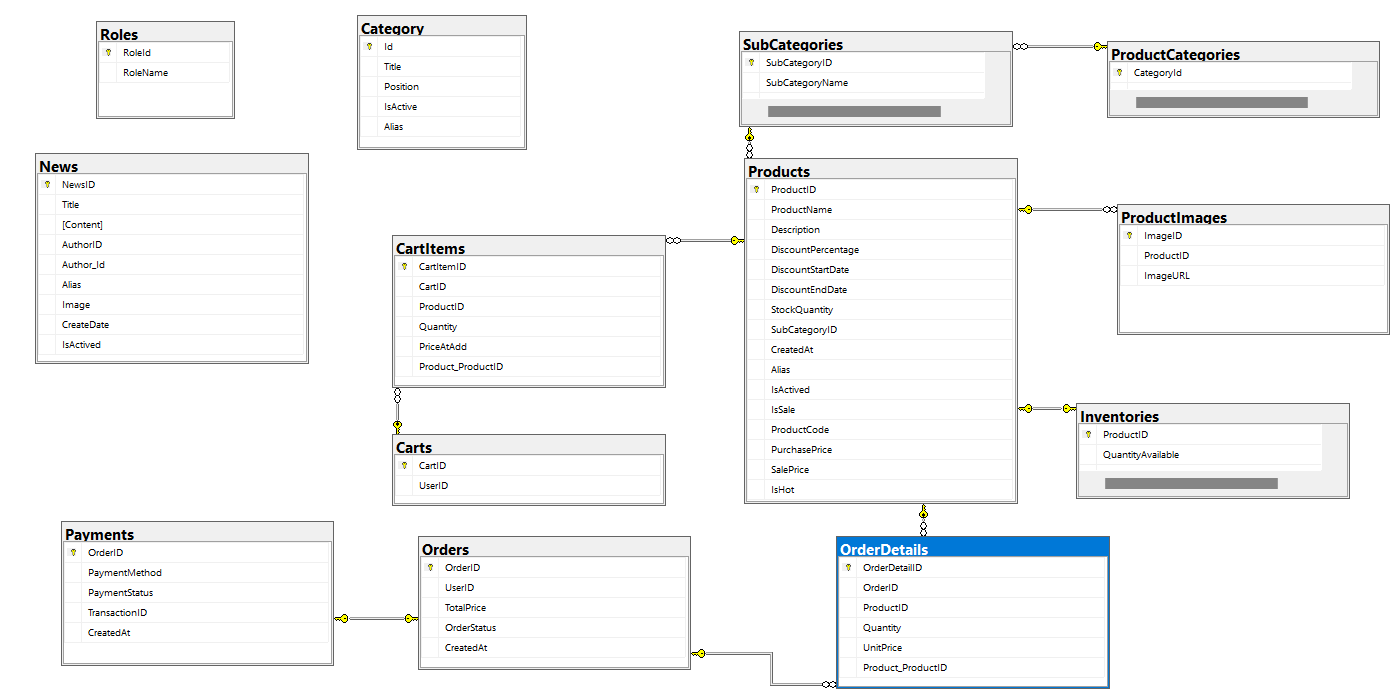 Roles
RoleId
RoleName
Category
Id
Title
Position
IsActive
Alias
SubCategories
SubCategoryID
SubCategoryName
ProductCategories
CategoryId
News
NewsID
Title
[Content]
AuthorID
Author_Id
Alias
Image
CreateDate
IsActived
Products
ProductID
ProductName
Description
DiscountPercentage
DiscountStartDate
DiscountEndDate
StockQuantity
SubCategoryID
CreatedAt
Alias
IsActived
IsSale
ProductCode
PurchasePrice
SalePrice
IsHot
ProductImages
ImageID
ProductID
ImageURL
CartItems
CartItemID
CartID
ProductID
Quantity
PriceAtAdd
Product_ProductID
Inventories
ProductID
QuantityAvailable
Carts
CartID
UserID
Payments
OrderID
PaymentMethod
PaymentStatus
TransactionID
CreatedAt
Orders
OrderID
UserID
TotalPrice
OrderStatus
CreatedAt
OrderDetails
OrderDetailID
OrderID
ProductID
Quantity
UnitPrice
Product_ProductID